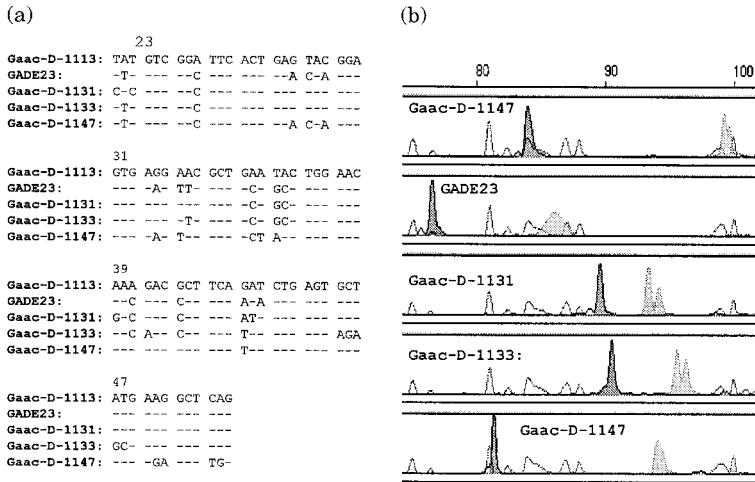 (a)
23
Gaac-D-1113: TAT GTC GGA TTC ACT GAG TAC GGA
GADE23: -T- --- --C --- --- --A C-A ---
Gaac-D-1131: C-C --- --C --- --- --- --- ---
Gaac-D-1133: -T- --- --C --- --- --- --- ---
Gaac-D-1147: -T- --- --C --- --- --A C-A ---
31
Gaac-D-1113: GTG AGG AAC GCT GAA TAC TGG AAC
GADE23: --- -A- TT- --- -C- GC- --- ---
Gaac-D-1131: --- --- --- --- -C- GC- --- ---
Gaac-D-1133: --- --- -T- --- -C- GC- --- ---
Gaac-D-1147: --- -A- T-- --- -CT A-- --- ---
39
Gaac-D-1113: AAA GAC GCT TCA GAT CTG AGT GCT
GADE23: --C --- C-- --- A-A --- --- ---
Gaac-D-1131: G-C --- C-- --- AT- --- --- ---
Gaac-D-1133: --C A-- C-- --- T-- --- --- AGA
Gaac-D-1147: --- --- --- --- T-- --- --- ---
47
Gaac-D-1113: ATG AAG GCT CAG
GADE23: --- --- --- ---
Gaac-D-1131: --- --- --- ---
Gaac-D-1133: GC- --- --- ---
Gaac-D-1147: --- -GA --- TG-
(b)
80 90 100
Gaac-D-1147
GADE23
Gaac-D-1131
Gaac-D-1133:
Gaac-D-1147